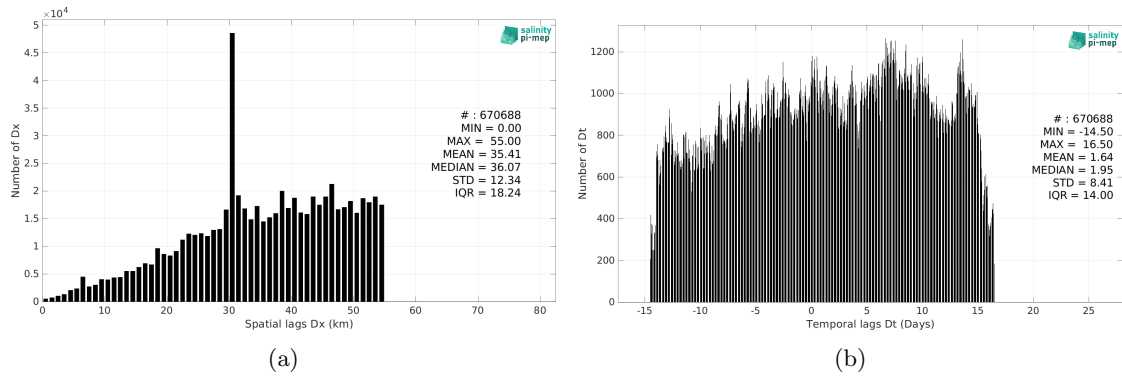 ×10⁴
5
4.5
4
3.5
3
2.5
2
1.5
1
0.5
0
Number of Dx
0 10 20 30 40 50 60 70 80
Spatial lags Dx (km)
salinity
pi-mep
# : 670688
MIN = 0.00
MAX = 55.00
MEAN = 35.41
MEDIAN = 36.07
STD = 12.34
IQR = 18.24
(a)
1200
1000
800
600
400
200
0
Number of Dt
-15 -10 -5 0 5 10 15 20 25
Temporal lags Dt (Days)
salinity
pi-mep
# : 670688
MIN = -14.50
MAX = 16.50
MEAN = 1.64
MEDIAN = 1.95
STD = 8.41
IQR = 14.00
(b)